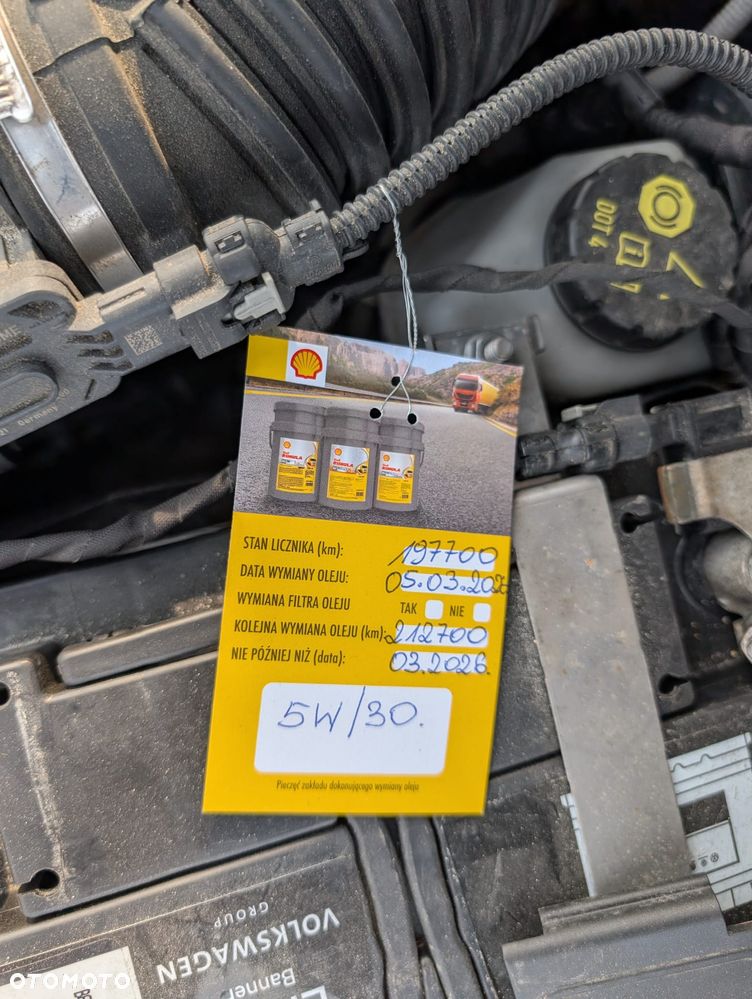 DOT 4
STAN LICZNIKA (km): 197700
DATA WYMIANY OLEJU: 05.03.202
WYMIANA FILTRA OLEJU TAK NIE
KOLEJNA WYMIANA OLEJU (km): 212700
NIE PÓŹNIEJ NIŻ (data): 03.2026.
5W/30.
Pieczęć zakładu dokonującego wymiany oleju
VOLKSWAGEN
GROUP
Banner
OTOMOTO